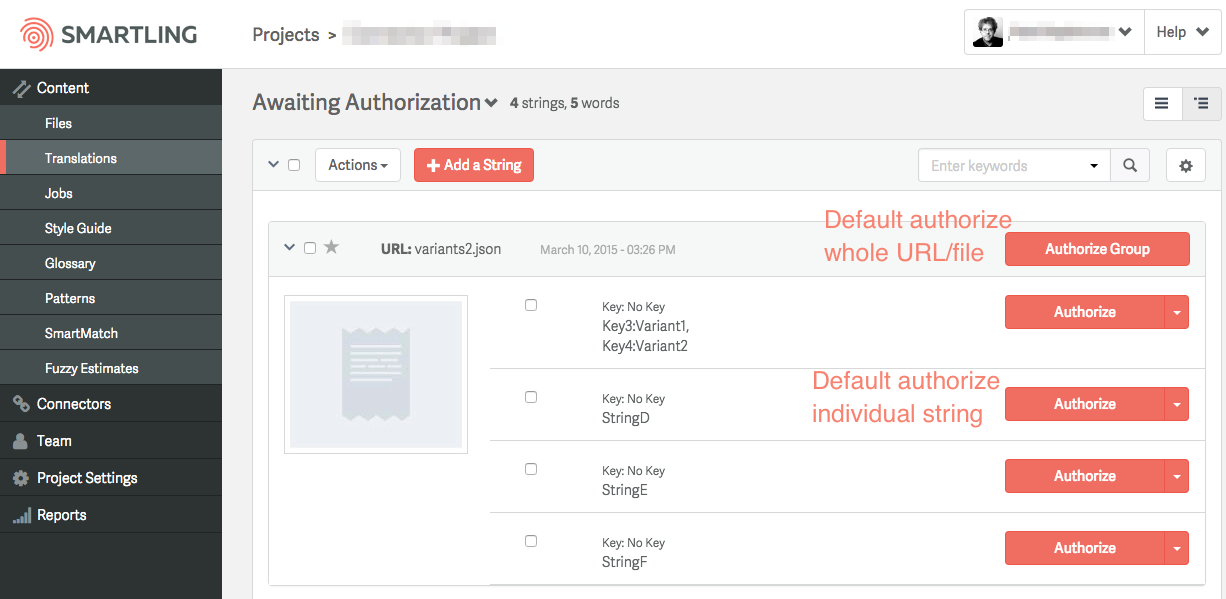 SMARTLING
Projects >
Help
Content
Files
Translations
Jobs
Style Guide
Glossary
Patterns
SmartMatch
Fuzzy Estimates
Connectors
Team
Project Settings
Reports
Awaiting Authorization 4 strings, 5 words
Actions
Add a String
Enter keywords
URL: variants2.json
March 10, 2015 - 03:26 PM
Default authorize
whole URL/file
Authorize Group
Key: No Key
Key3:Variant1,
Key4:Variant2
Authorize
Key: No Key
StringD
Default authorize
individual string
Authorize
Key: No Key
StringE
Authorize
Key: No Key
StringF
Authorize